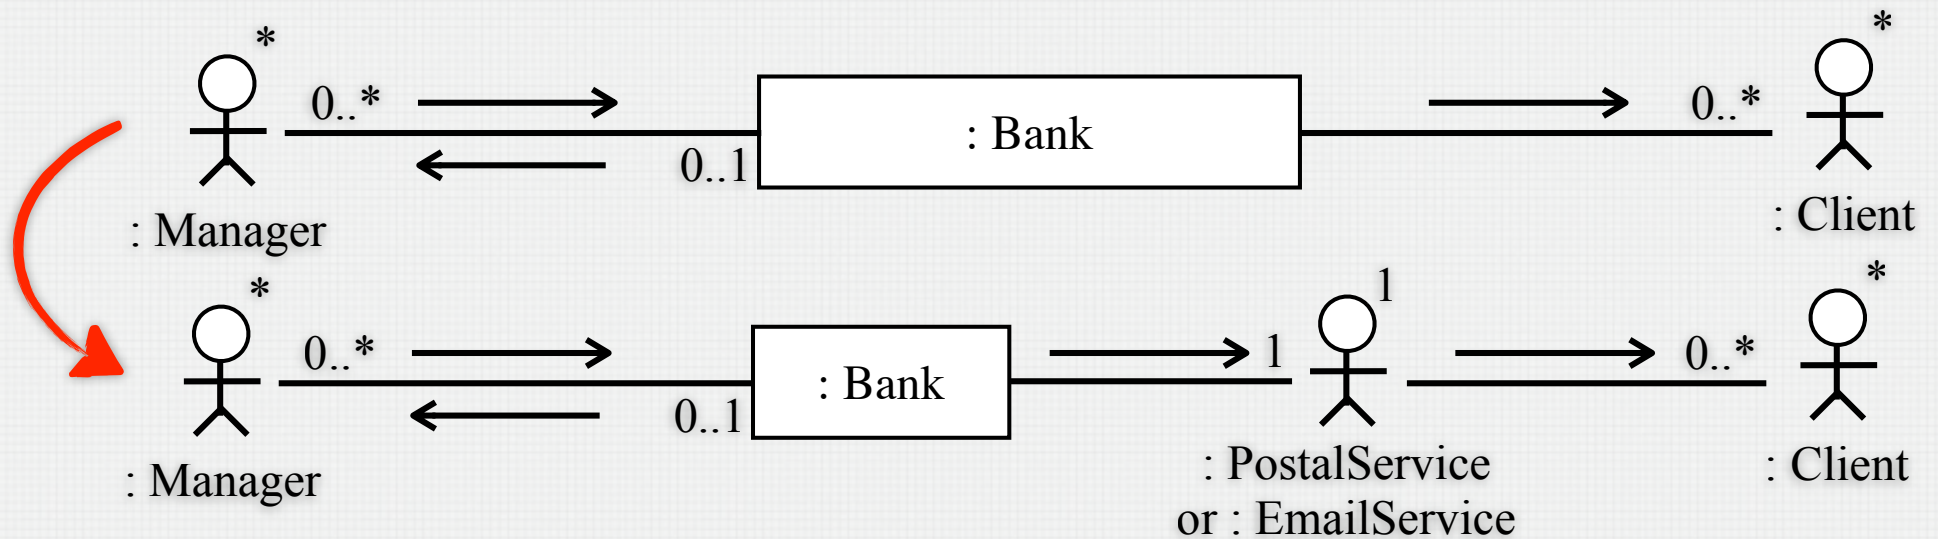 * *
0..* 0..*
: Bank
0..1
: Manager : Client
* 1 *
0..* 1 0..*
: Bank
0..1
: Manager : PostalService : Client
or : EmailService